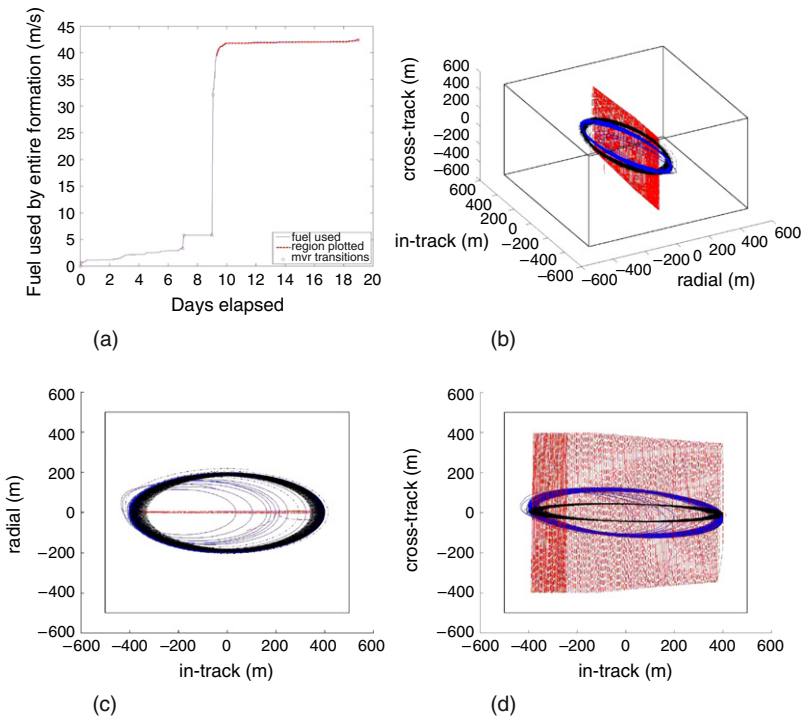 Fuel used by entire formation (m/s)
45
40
35
30
25
20
15
10
5
0
0 2 4 6 8 10 12 14 16 18 20
Days elapsed
fuel used
region plotted
mvr transitions
(a)
cross-track (m)
600
400
200
0
−200
−400
−600
600
400
200
0
−200
−400
−600
in-track (m)
−600
−400
−200
0
200
400
600
radial (m)
(b)
radial (m)
600
400
200
0
−200
−400
−600
−600 −400 −200 0 200 400 600
in-track (m)
(c)
cross-track (m)
600
400
200
0
−200
−400
−600
−600 −400 −200 0 200 400 600
in-track (m)
(d)